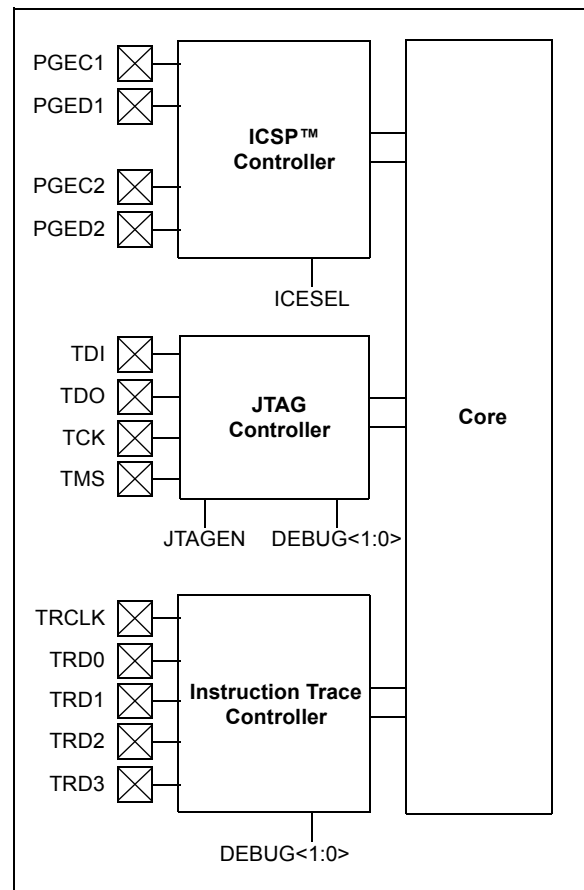 PGEC1
PGED1
PGEC2
PGED2
ICSP™
Controller
ICESEL
TDI
TDO
TCK
TMS
JTAG
Controller
JTAGEN
DEBUG<1:0>
Core
TRCLK
TRD0
TRD1
TRD2
TRD3
Instruction Trace
Controller
DEBUG<1:0>